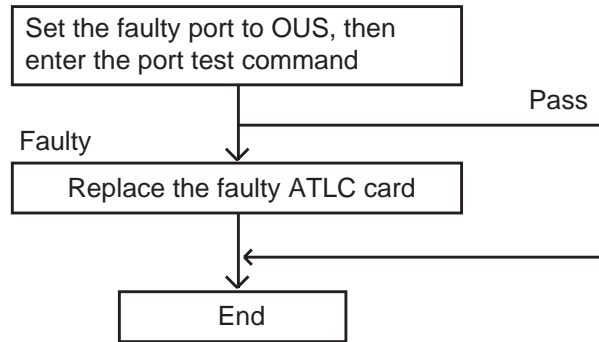 Set the faulty port to OUS, then
enter the port test command
Pass
Faulty
Replace the faulty ATLC card
End